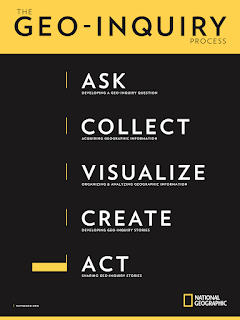 THE
GEO-INQUIRY
PROCESS
ASK
DEVELOPING A GEO-INQUIRY QUESTION
COLLECT
ACQUIRING GEOGRAPHIC INFORMATION
VISUALIZE
ORGANIZING & ANALYZING GEOGRAPHIC INFORMATION
CREATE
DEVELOPING GEO-INQUIRY STORIES
ACT
SHARING GEO-INQUIRY STORIES
NATIONAL
GEOGRAPHIC